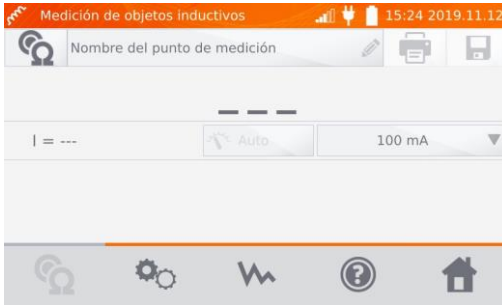 Medición de objetos inductivos 15:24 2019.11.12
Nombre del punto de medición
---
I = --- Auto 100 mA